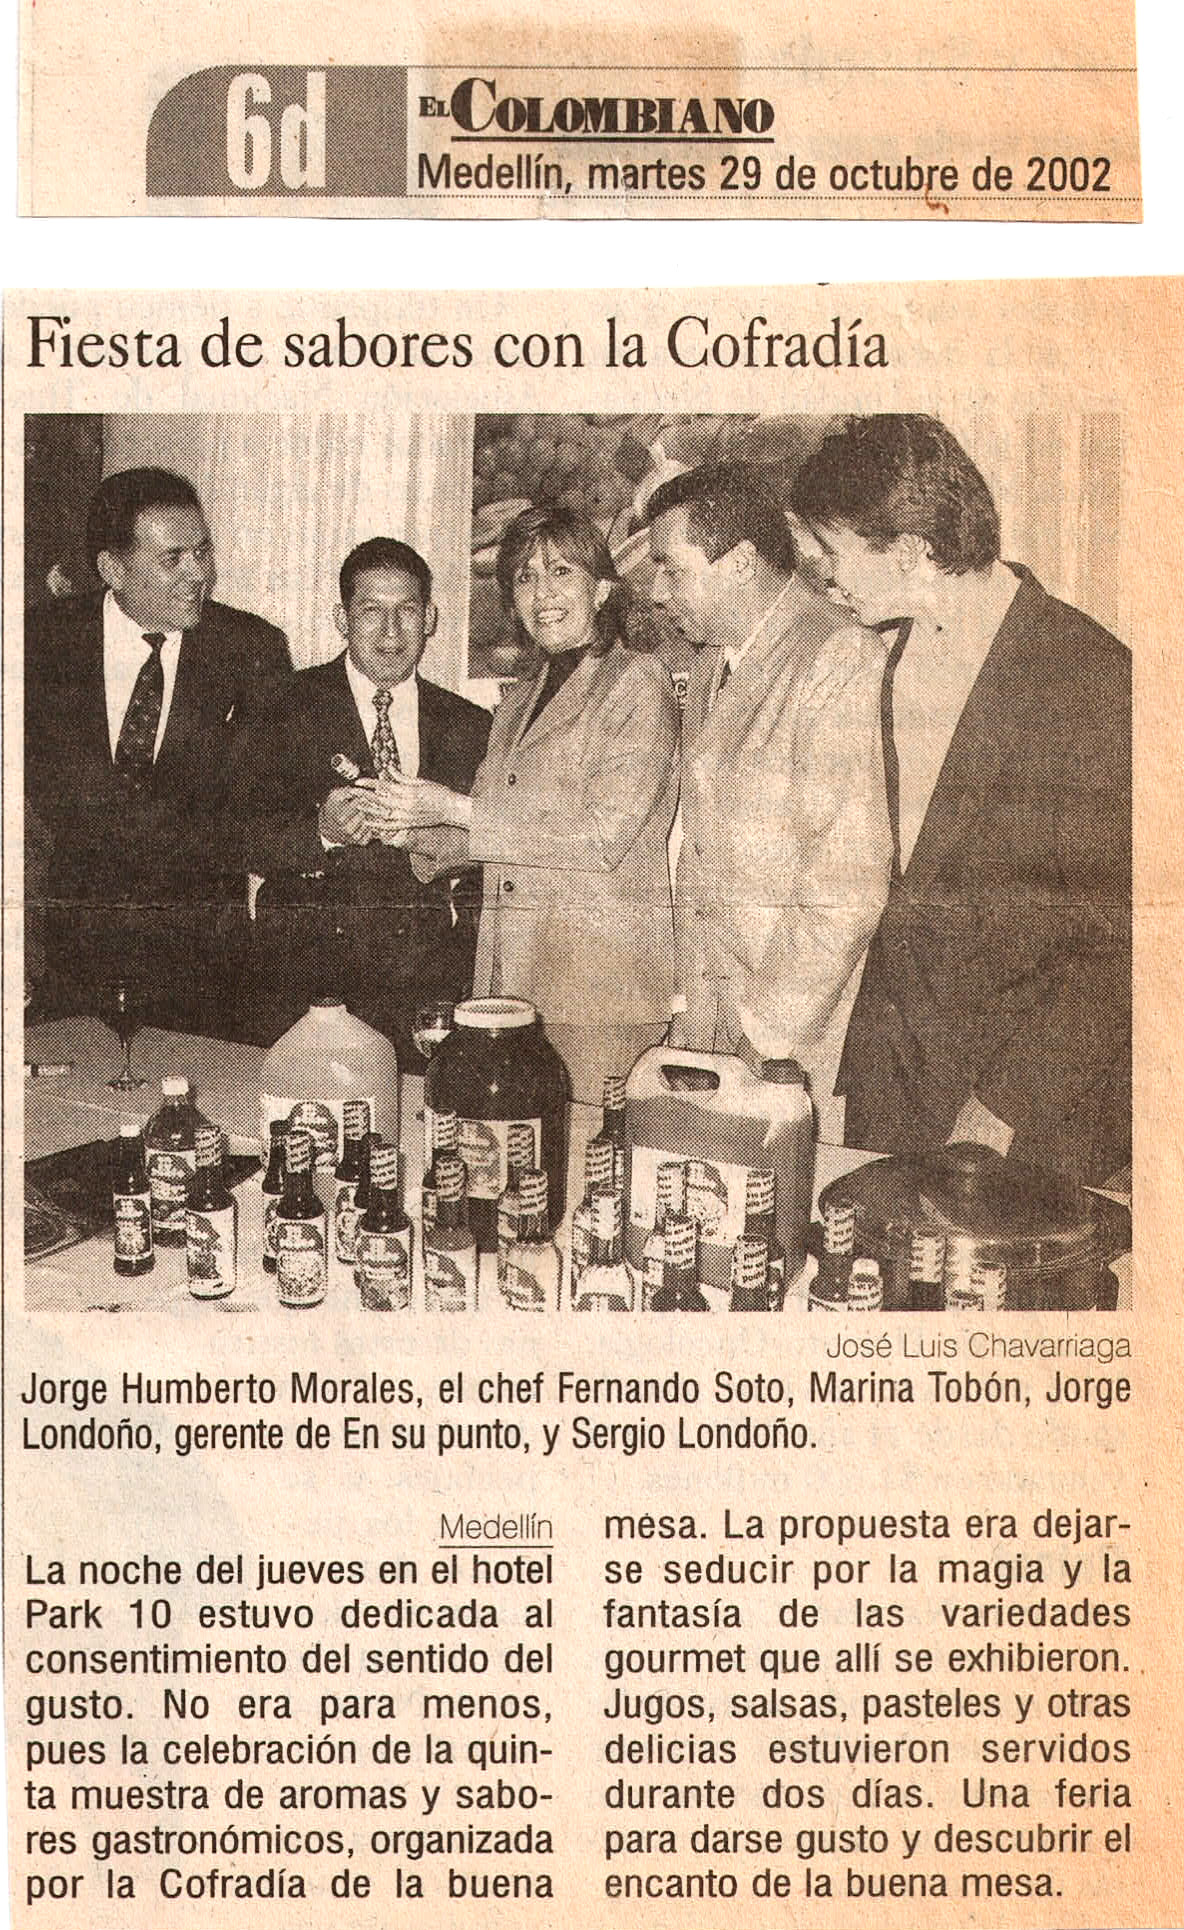 6d
EL COLOMBIANO
Medellín, martes 29 de octubre de 2002
Fiesta de sabores con la Cofradía
José Luis Chavarriaga
Jorge Humberto Morales, el chef Fernando Soto, Marina Tobón, Jorge
Londoño, gerente de En su punto, y Sergio Londoño.
Medellín
La noche del jueves en el hotel
Park 10 estuvo dedicada al
consentimiento del sentido del
gusto. No era para menos,
pues la celebración de la quin-
ta muestra de aromas y sabo-
res gastronómicos, organizada
por la Cofradía de la buena
mesa. La propuesta era dejar-
se seducir por la magia y la
fantasía de las variedades
gourmet que allí se exhibieron.
Jugos, salsas, pasteles y otras
delicias estuvieron servidos
durante dos días. Una feria
para darse gusto y descubrir el
encanto de la buena mesa.